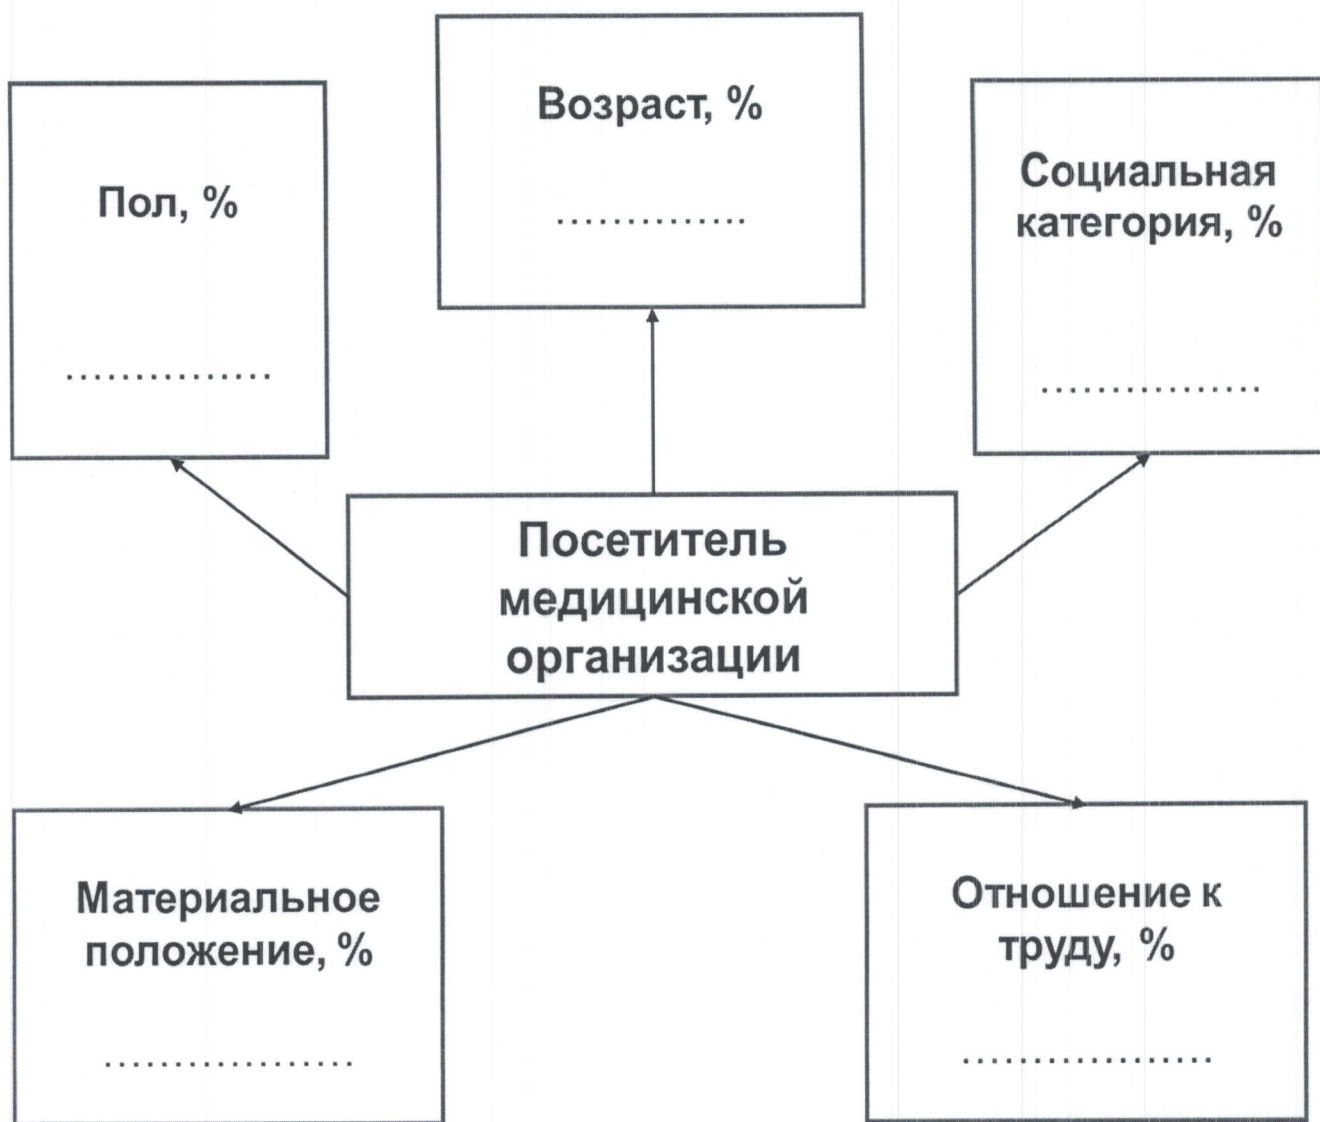 Возраст, %
..............
Пол, %
...............
Социальная
категория, %
................
Посетитель
медицинской
организации
Материальное
положение, %
..................
Отношение к
труду, %
..................